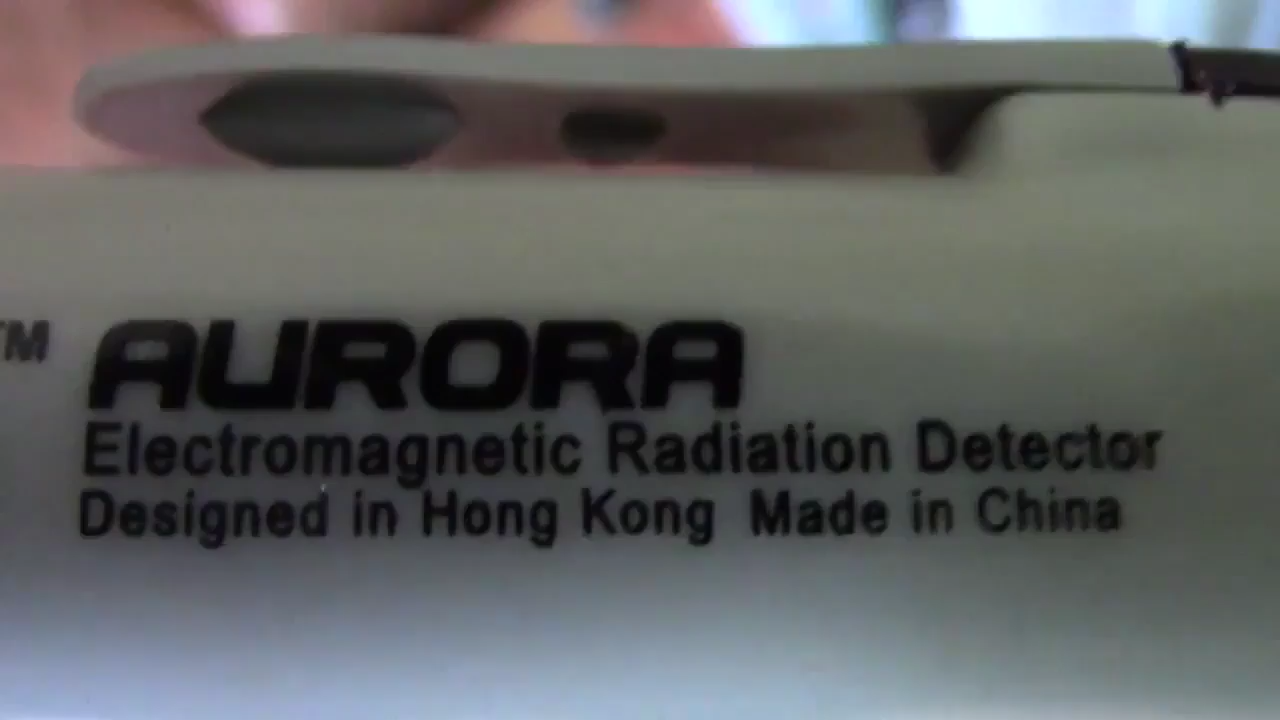 TM AURORA
Electromagnetic Radiation Detector
Designed in Hong Kong Made in China